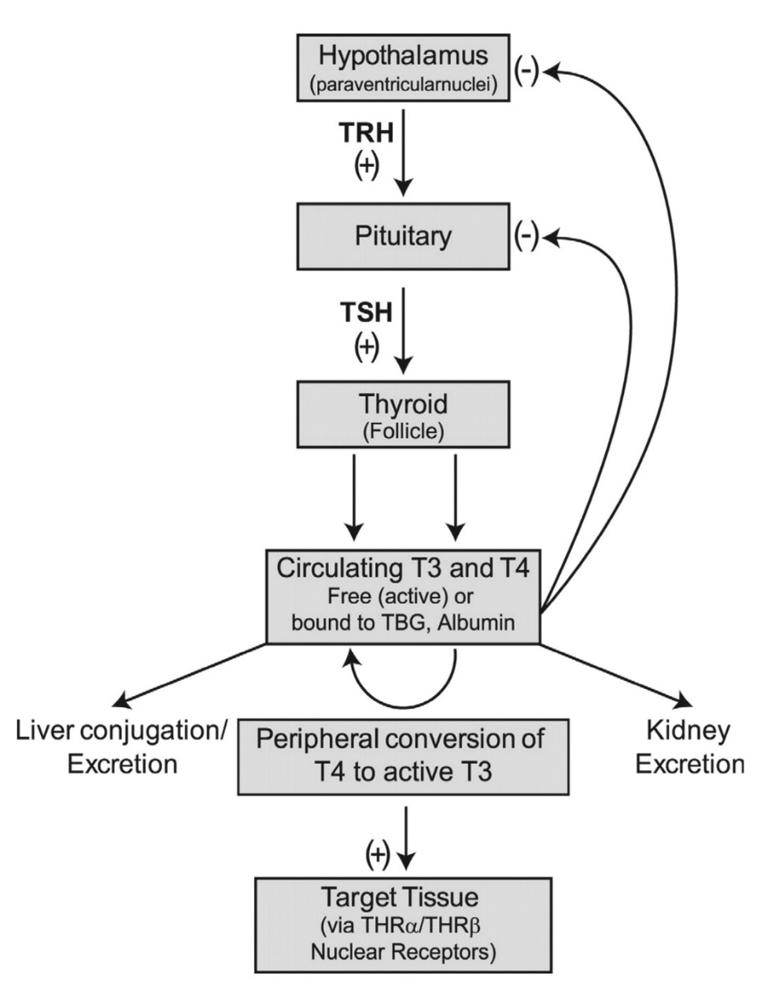 Hypothalamus
(paraventricularnuclei)
(-)
TRH
(+)
Pituitary
(-)
TSH
(+)
Thyroid
(Follicle)
Circulating T3 and T4
Free (active) or
bound to TBG, Albumin
Liver conjugation/
Excretion
Peripheral conversion of
T4 to active T3
Kidney
Excretion
(+)
Target Tissue
(via THRα/THRβ
Nuclear Receptors)